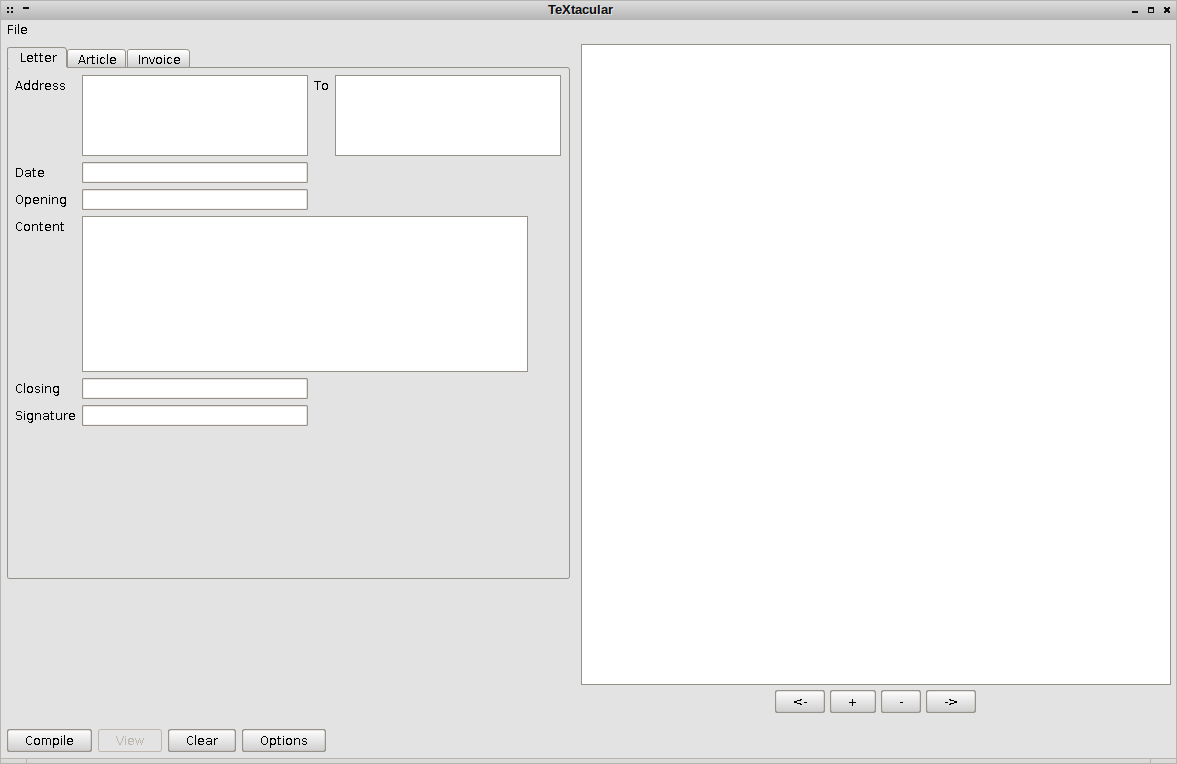 TeXtacular
File
Letter Article Invoice
Address To
Date
Opening
Content
Closing
Signature
<- + - ->
Compile View Clear Options